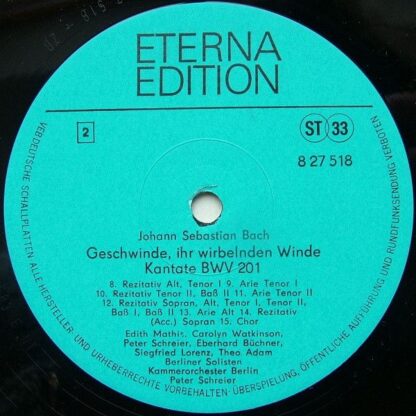 ETERNA
EDITION
2
ST 33
8 27 518
Johann Sebastian Bach
Geschwinde, ihr wirbelnden Winde
Kantate BWV 201
8. Rezitativ Alt, Tenor I 9. Arie Tenor I
10. Rezitativ Tenor II, Baß II 11. Arie Tenor II
12. Rezitativ Sopran, Alt, Tenor I, Tenor II,
Baß I, Baß II 13. Arie Alt 14. Rezitativ
(Acc.) Sopran 15. Chor
Edith Mathis, Carolyn Watkinson,
Peter Schreier, Eberhard Büchner,
Siegfried Lorenz, Theo Adam
Berliner Solisten
Kammerorchester Berlin
Peter Schreier
VEB DEUTSCHE SCHALLPLATTEN ALLE HERSTELLER- UND URHEBERRECHTE VORBEHALTEN · ÜBERSPIELUNG, ÖFFENTLICHE AUFFÜHRUNG UND RUNDFUNKSENDUNG VERBOTEN